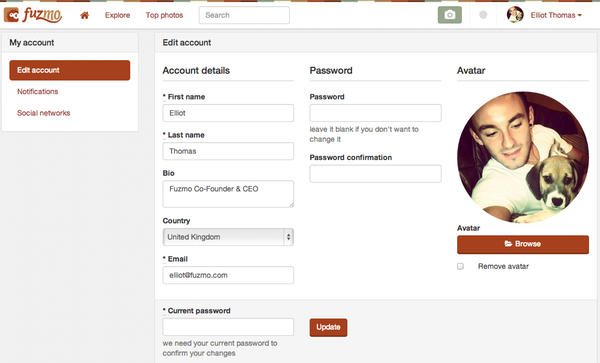 fuzmo
Explore
Top photos
Search
Elliot Thomas
My account
Edit account
Notifications
Social networks
Edit account
Account details
* First name
Elliot
* Last name
Thomas
Bio
Fuzmo Co-Founder & CEO
Country
United Kingdom
* Email
elliot@fuzmo.com
Password
Password
leave it blank if you don't want to
change it
Password confirmation
Avatar
Avatar
Browse
Remove avatar
* Current password
we need your current password to
confirm your changes
Update